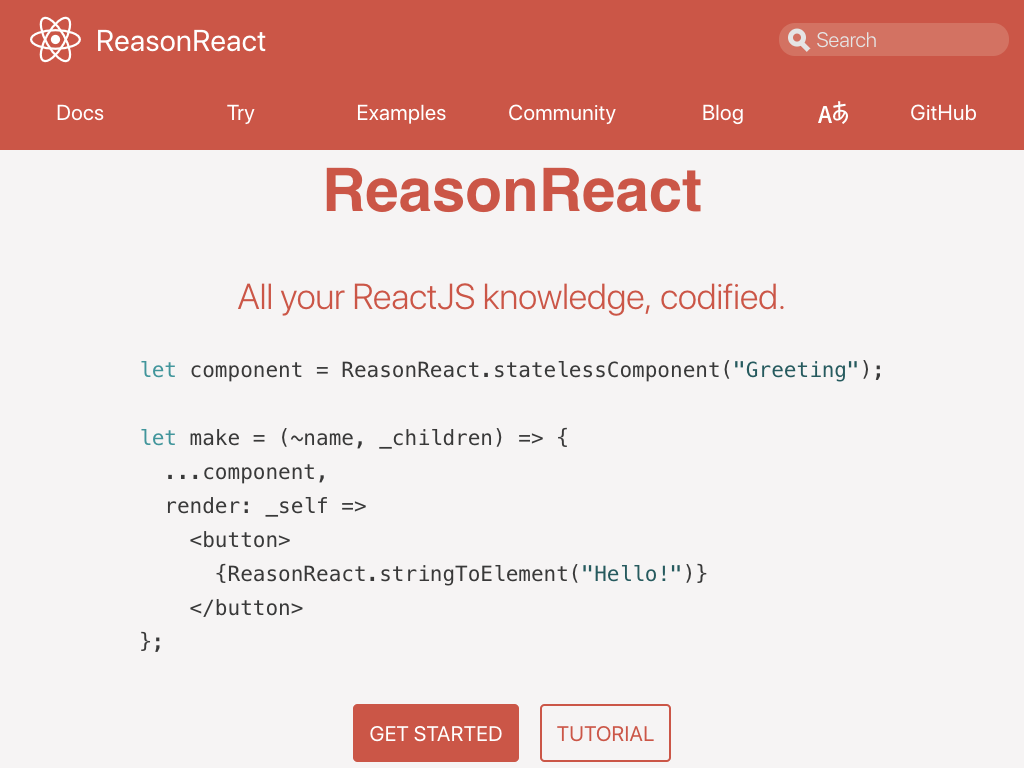 ReasonReact
Search
Docs Try Examples Community Blog Aあ GitHub
ReasonReact
All your ReactJS knowledge, codified.
let component = ReasonReact.statelessComponent("Greeting");
let make = (~name, _children) => {
  ...component,
  render: _self =>
    <button>
      {ReasonReact.stringToElement("Hello!")}
    </button>
};
GET STARTED TUTORIAL